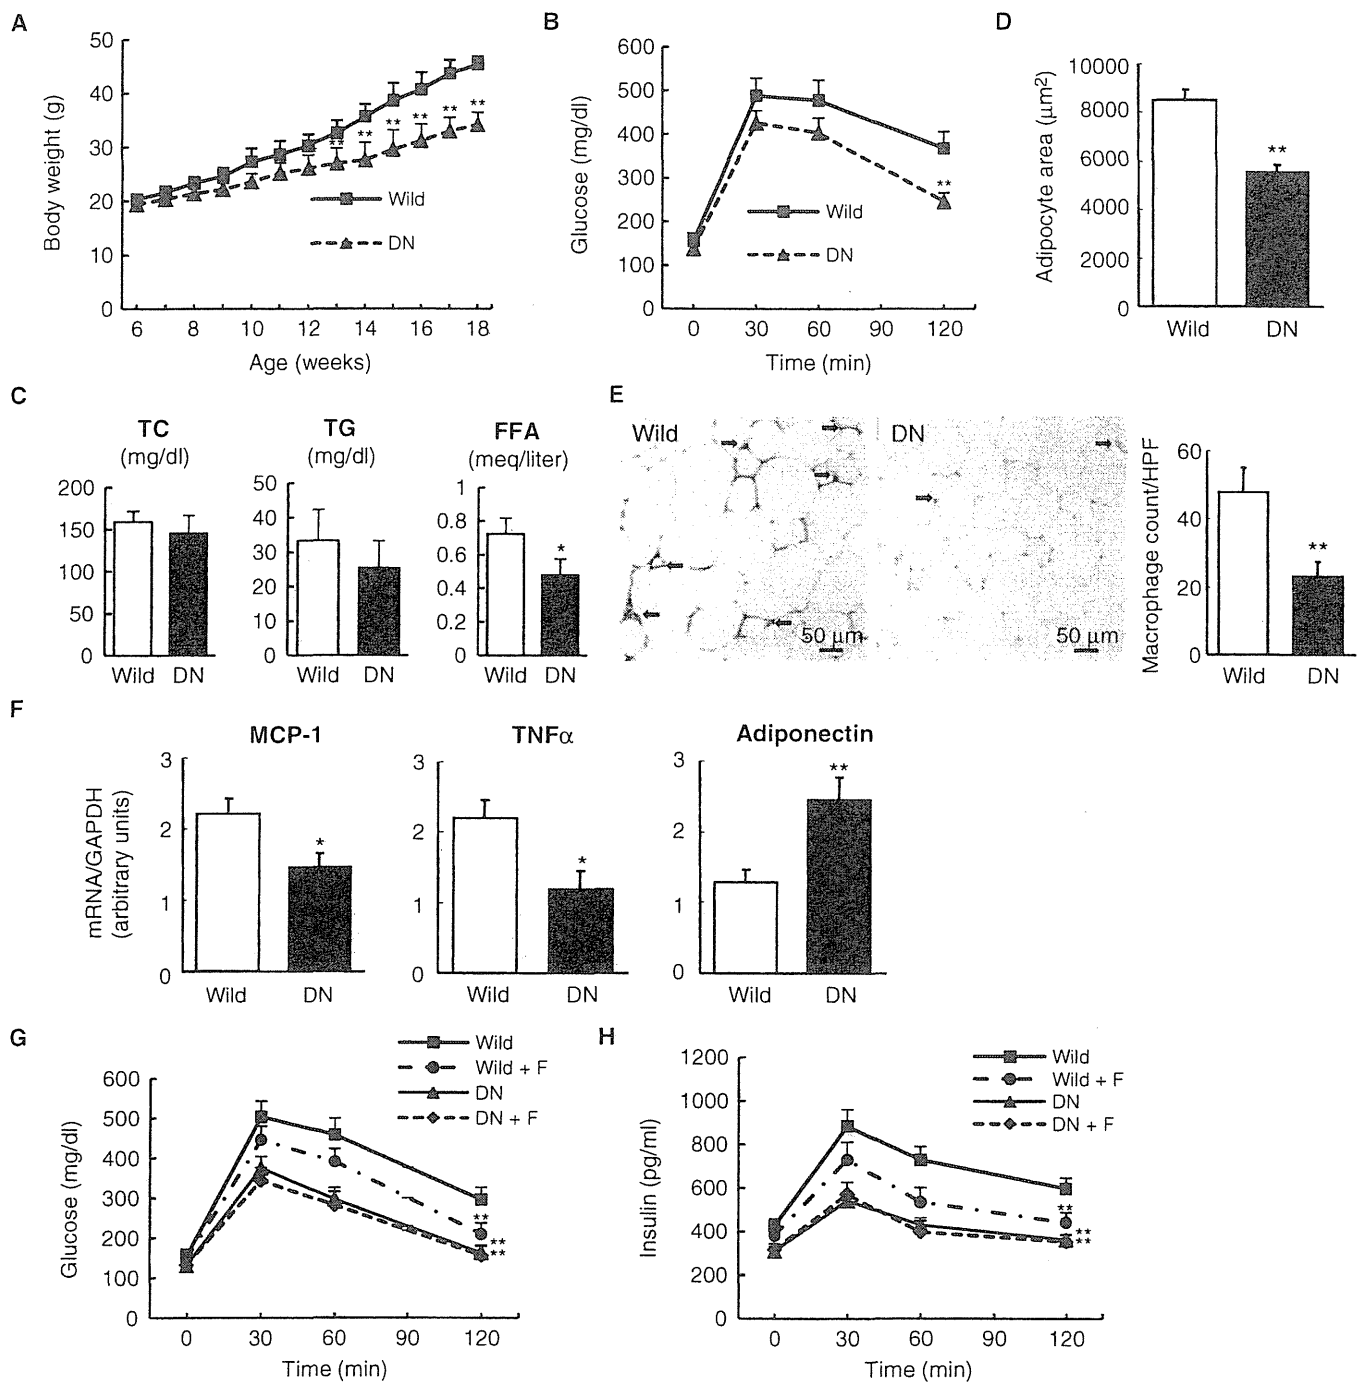 A
Body weight (g)
50
40
30
20
10
0
6 8 10 12 14 16 18
Age (weeks)
Wild
DN
** ** ** ** ** **
B
Glucose (mg/dl)
600
500
400
300
200
100
0
0 30 60 90 120
Time (min)
Wild
DN
**
D
Adipocyte area (μm²)
10000
8000
6000
4000
2000
0
**
Wild DN
C
TC
(mg/dl)
200
150
100
50
0
Wild DN
TG
(mg/dl)
50
40
30
20
10
0
Wild DN
FFA
(meq/liter)
1
0.8
0.6
0.4
0.2
0
*
Wild DN
E
Wild
50 μm
DN
50 μm
Macrophage count/HPF
60
40
20
0
**
Wild DN
F
mRNA/GAPDH
(arbitrary units)
MCP-1
3
2
1
0
*
Wild DN
TNFα
3
2
1
0
*
Wild DN
Adiponectin
3
2
1
0
**
Wild DN
G
Wild
Wild + F
DN
DN + F
Glucose (mg/dl)
600
500
400
300
200
100
0
**
**
**
0 30 60 90 120
Time (min)
H
Wild
Wild + F
DN
DN + F
Insulin (pg/ml)
1200
1000
800
600
400
200
0
**
**
**
0 30 60 90 120
Time (min)